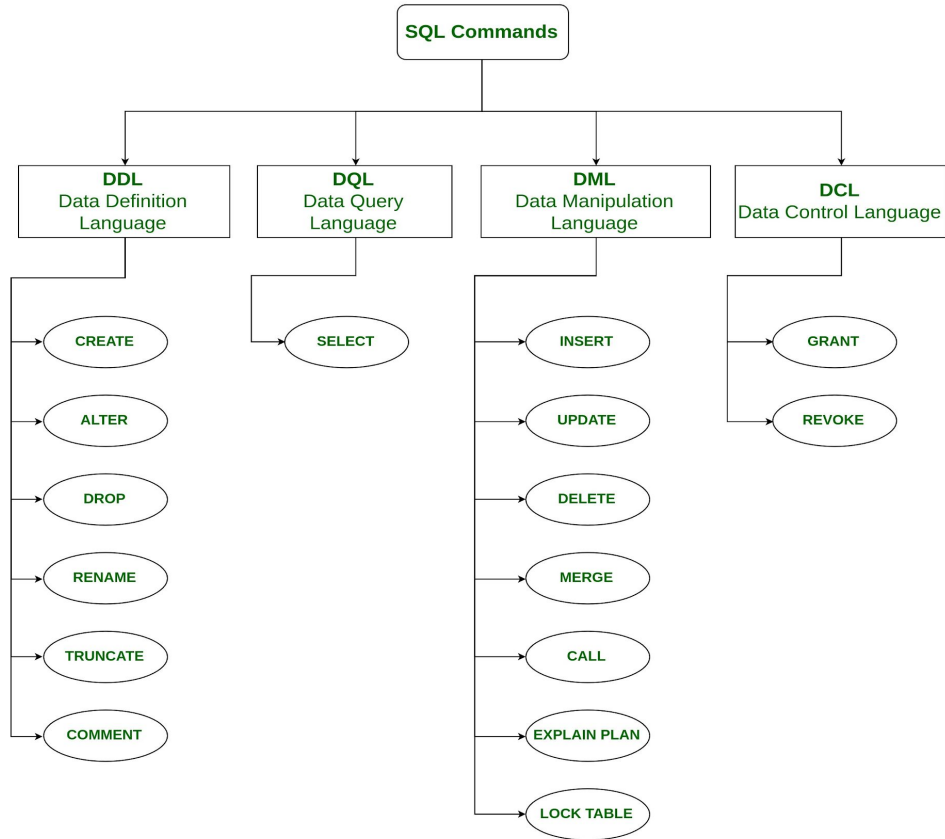 SQL Commands
DDL
Data Definition
Language
DQL
Data Query
Language
DML
Data Manipulation
Language
DCL
Data Control Language
CREATE
ALTER
DROP
RENAME
TRUNCATE
COMMENT
SELECT
INSERT
UPDATE
DELETE
MERGE
CALL
EXPLAIN PLAN
LOCK TABLE
GRANT
REVOKE